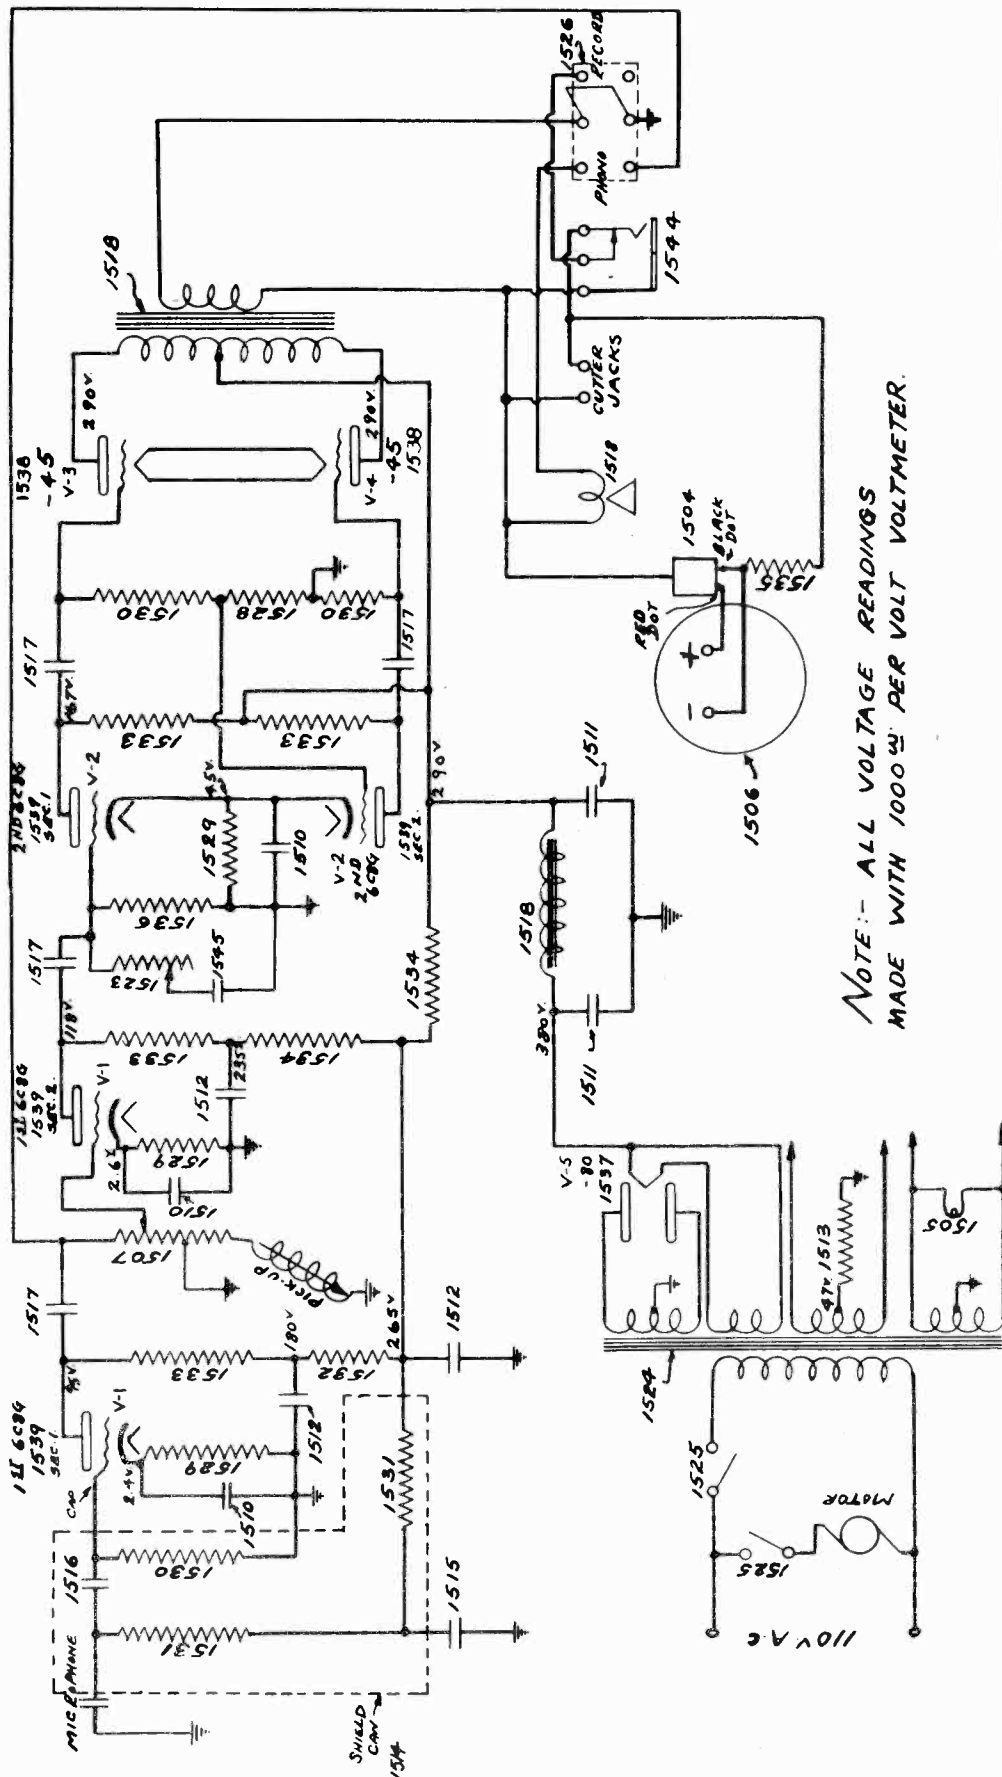 1ST 6C8G
1539
SEC.1
V-1
CAP
MICROPHONE
1516
1530
1531
1531
SHIELD
CAN
1514
1515
2.4V.
1510
1529
1512
95V
1533
180V
1532
265V
1512
1517
1507
PICK-UP
1ST 6C8G
1539
SEC.2
V-1
2.6V
1510
1529
1512
235V
118V.
1533
1534
1534
1517
1523
1545
1536
2ND 6C8G
1539
SEC.1
V-2
45V.
1529
1510
V-2
2ND
6C8G
1539
SEC.2
167V.
1533
1533
290V.
1517
1517
1530
1528
1530
1538
-45
V-3
290V.
V-4
-45
1538
290V.
1518
1526
RECORD
PHONO
1544
CUTTER
JACKS
1518
1504
BLACK
DOT
RED
DOT
1535
+
-
1506
1511
1518
1511
380V.
V-5
-80
1537
47V.
1513
1505
1524
1525
1525
MOTOR
110V A.C
NOTE:- ALL VOLTAGE READINGS
MADE WITH 1000 ω PER VOLT VOLTMETER.